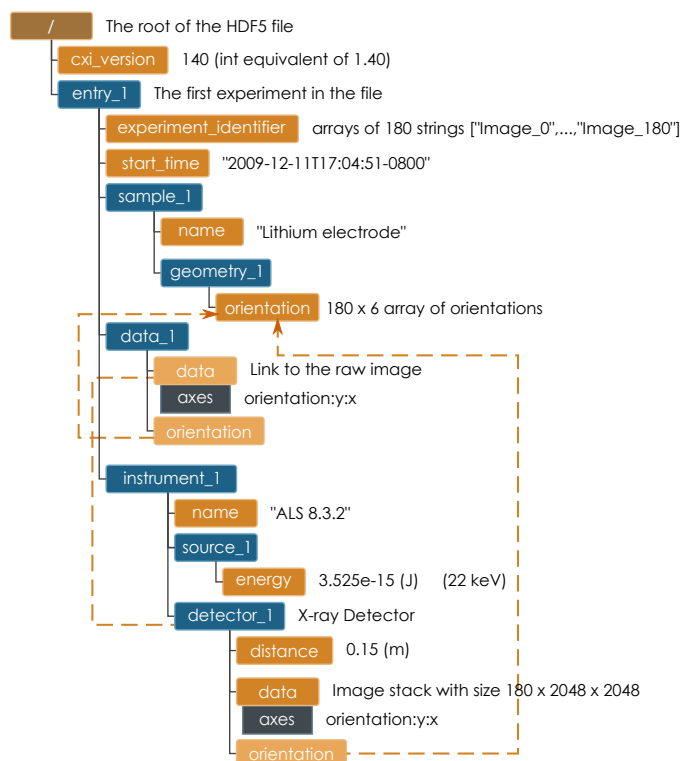 / The root of the HDF5 file
cxi_version 140 (int equivalent of 1.40)
entry_1 The first experiment in the file
experiment_identifier arrays of 180 strings ["Image_0",...,"Image_180"]
start_time "2009-12-11T17:04:51-0800"
sample_1
name "Lithium electrode"
geometry_1
orientation 180 x 6 array of orientations
data_1
data Link to the raw image
axes orientation:y:x
orientation
instrument_1
name "ALS 8.3.2"
source_1
energy 3.525e-15 (J) (22 keV)
detector_1 X-ray Detector
distance 0.15 (m)
data Image stack with size 180 x 2048 x 2048
axes orientation:y:x
orientation